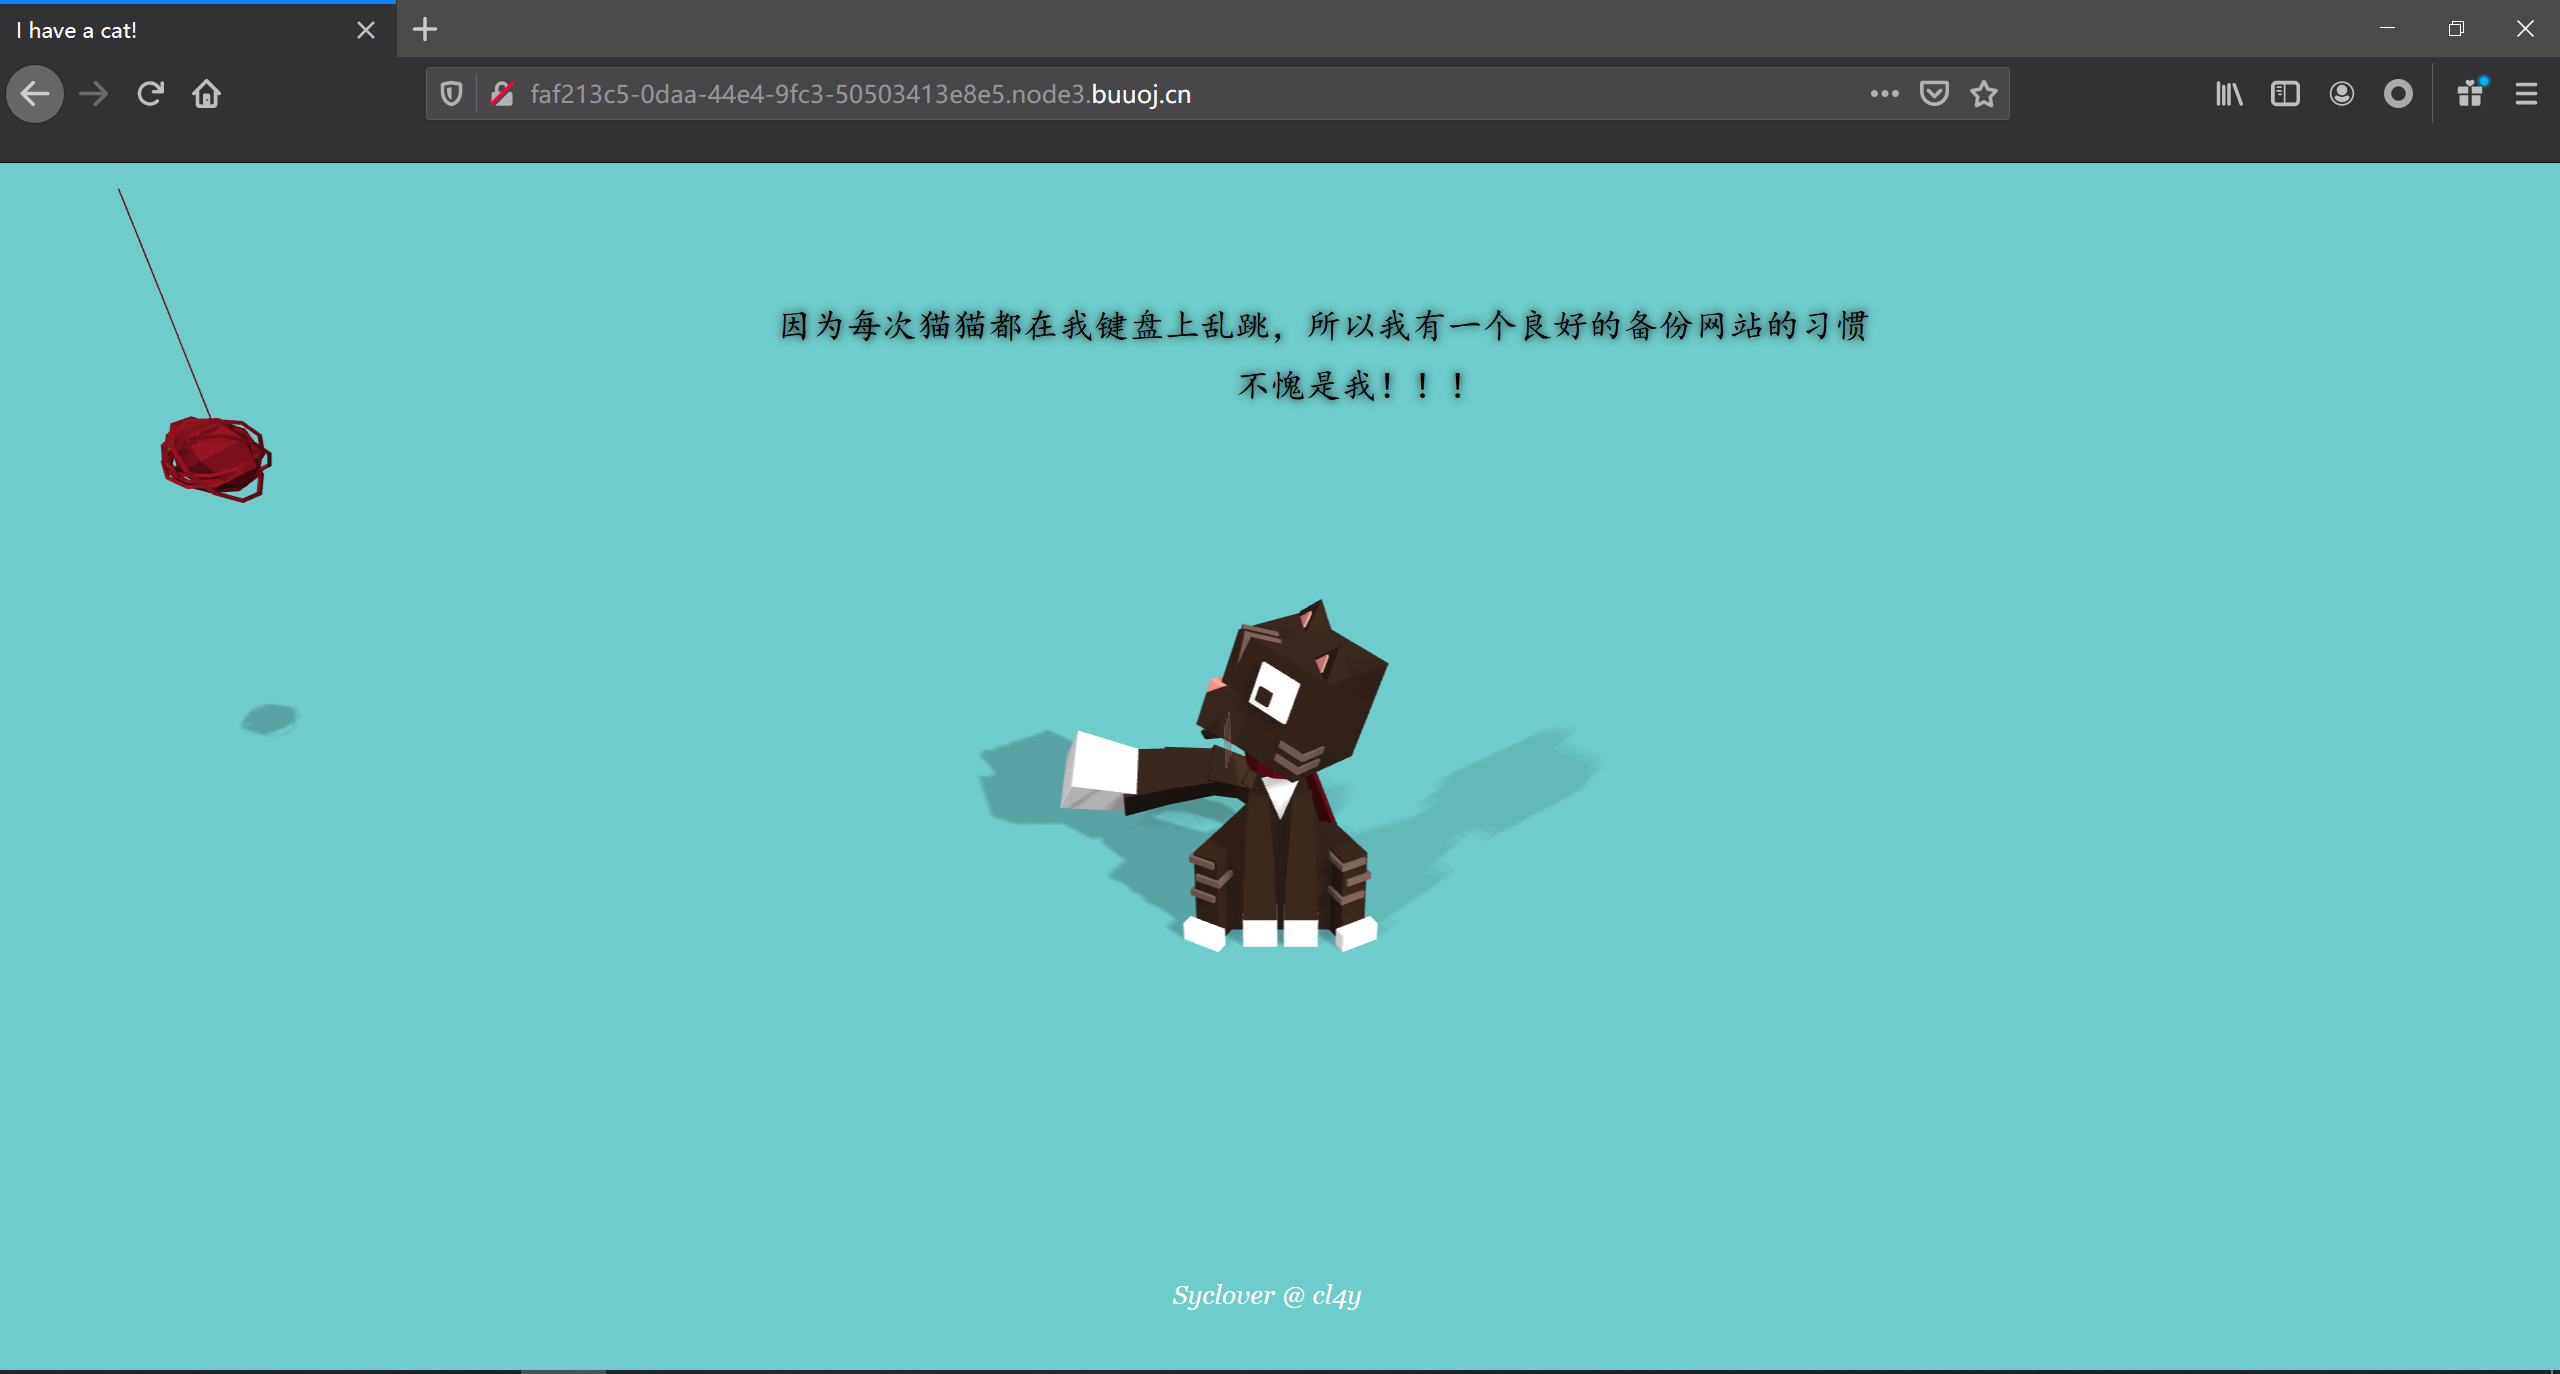 I have a cat!
faf213c5-0daa-44e4-9fc3-50503413e8e5.node3.buuoj.cn
因为每次猫猫都在我键盘上乱跳，所以我有一个良好的备份网站的习惯
不愧是我！！！
Syclover @ cl4y